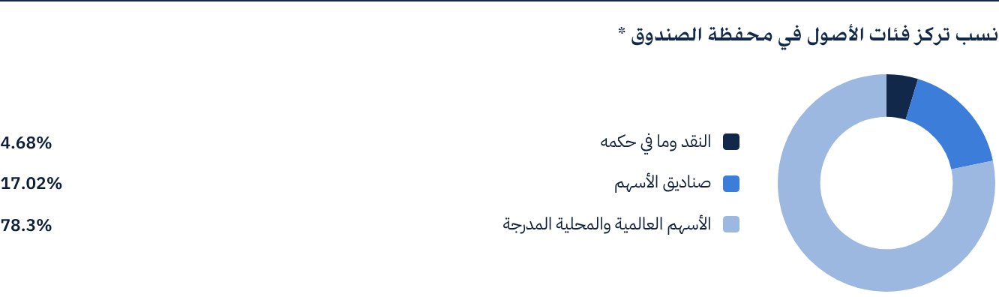 نسب تركز فئات الأصول في محفظة الصندوق *
النقد وما في حكمه 4.68%
صناديق الأسهم 17.02%
الأسهم العالمية والمحلية المدرجة 78.3%